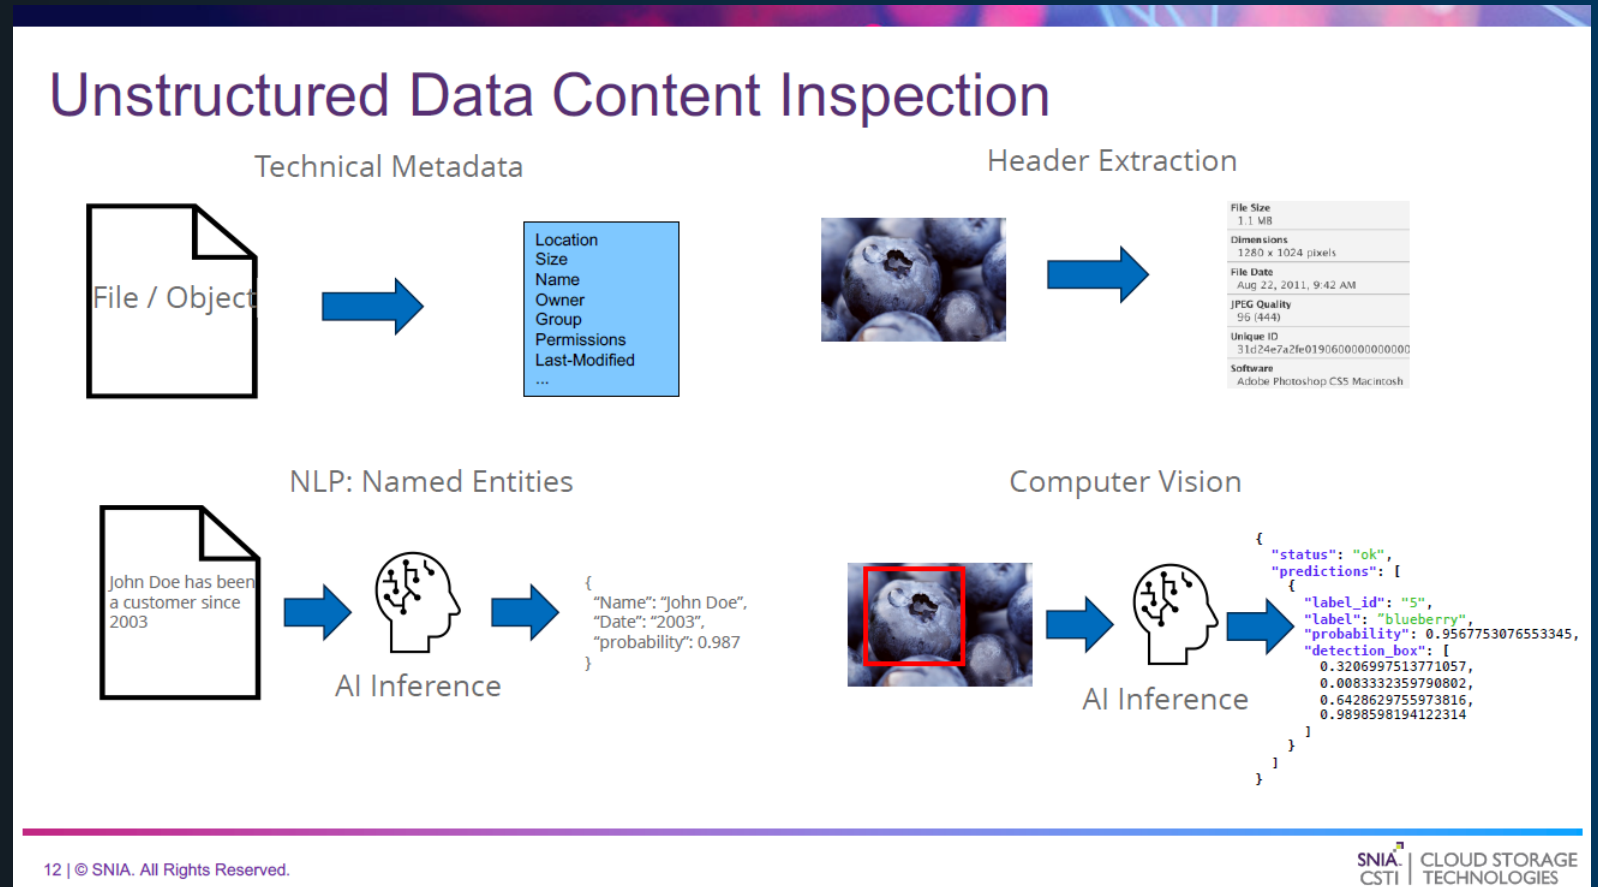 Unstructured Data Content Inspection
Technical Metadata
File / Object
Location
Size
Name
Owner
Group
Permissions
Last-Modified
...
Header Extraction
File Size
1.1 MB
Dimensions
1280 x 1024 pixels
File Date
Aug 22, 2011, 9:42 AM
JPEG Quality
96 (444)
Unique ID
31d24e7a2fe0190600000000000
Software
Adobe Photoshop CS5 Macintosh
NLP: Named Entities
John Doe has been
a customer since
2003
AI Inference
{
“Name”: “John Doe”,
“Date”: “2003”,
“probability”: 0.987
}
Computer Vision
AI Inference
{
"status": "ok",
"predictions": [
{
"label_id": "5",
"label": "blueberry",
"probability": 0.9567753076553345,
"detection_box": [
0.3206997513771057,
0.0083332359790802,
0.6428629755973816,
0.9898598194122314
]
}
]
}
12 | © SNIA. All Rights Reserved.
SNIA. | CLOUD STORAGE
CSTI | TECHNOLOGIES